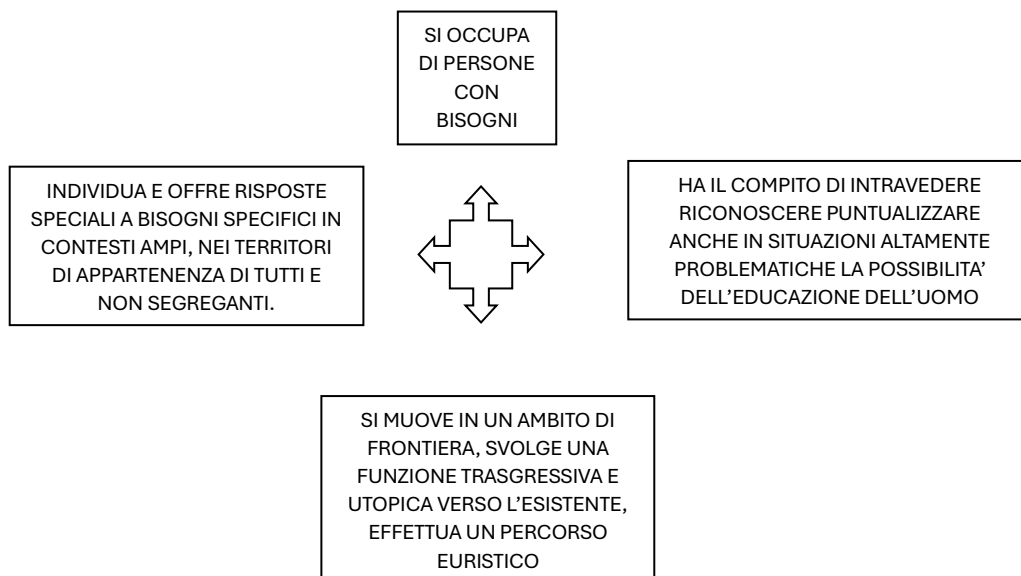 SI OCCUPA
DI PERSONE
CON
BISOGNI
INDIVIDUA E OFFRE RISPOSTE
SPECIALI A BISOGNI SPECIFICI IN
CONTESTI AMPI, NEI TERRITORI
DI APPARTENENZA DI TUTTI E
NON SEGREGANTI.
HA IL COMPITO DI INTRAVEDERE
RICONOSCERE PUNTUALIZZARE
ANCHE IN SITUAZIONI ALTAMENTE
PROBLEMATICHE LA POSSIBILITA’
DELL’EDUCAZIONE DELL’UOMO
SI MUOVE IN UN AMBITO DI
FRONTIERA, SVOLGE UNA
FUNZIONE TRASGRESSIVA E
UTOPICA VERSO L’ESISTENTE,
EFFETTUA UN PERCORSO
EURISTICO